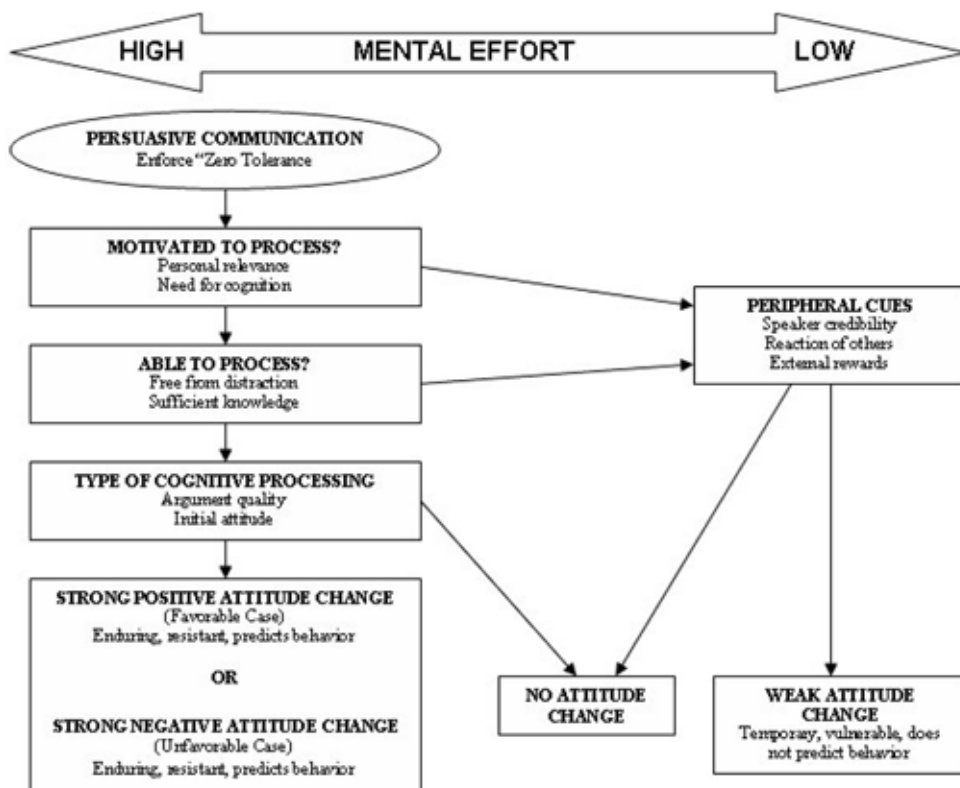 HIGH MENTAL EFFORT LOW
PERSUASIVE COMMUNICATION
Enforce "Zero Tolerance
MOTIVATED TO PROCESS?
Personal relevance
Need for cognition
PERIPHERAL CUES
Speaker credibility
Reaction of others
External rewards
ABLE TO PROCESS?
Free from distraction
Sufficient knowledge
TYPE OF COGNITIVE PROCESSING
Argument quality
Initial attitude
STRONG POSITIVE ATTITUDE CHANGE
(Favorable Case)
Enduring, resistant, predicts behavior
OR
STRONG NEGATIVE ATTITUDE CHANGE
(Unfavorable Case)
Enduring, resistant, predicts behavior
NO ATTITUDE
CHANGE
WEAK ATTITUDE
CHANGE
Temporary, vulnerable, does
not predict behavior